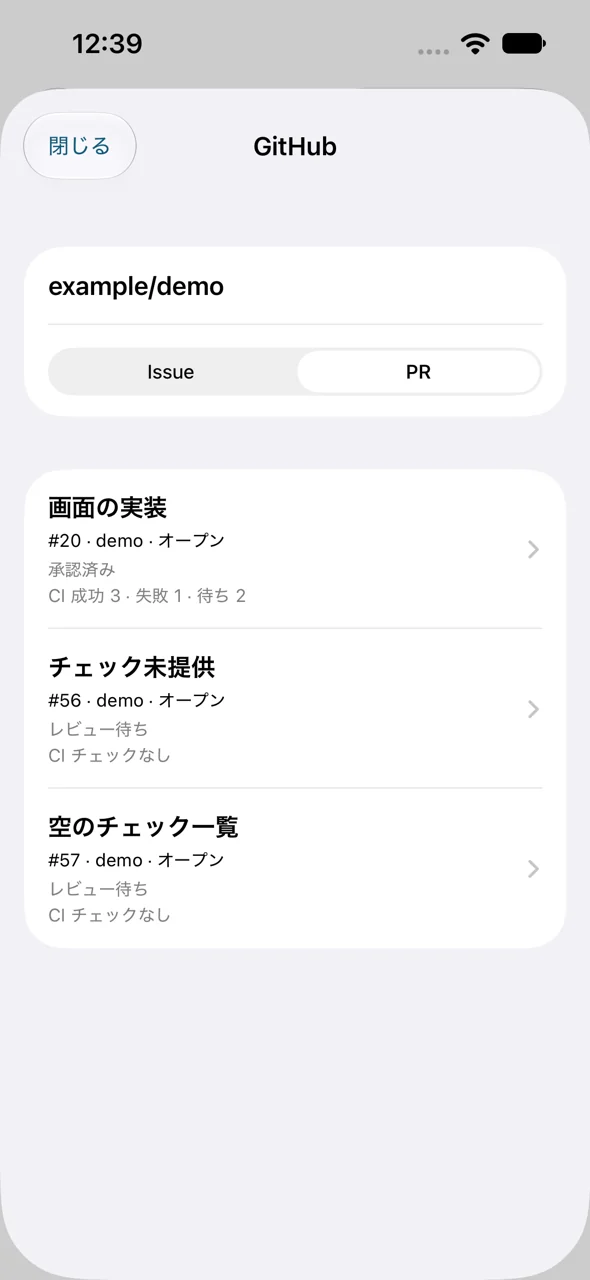 12:39
閉じる
GitHub
example/demo
Issue
PR
画面の実装
#20 · demo · オープン
承認済み
CI 成功 3 · 失敗 1 · 待ち 2
チェック未提供
#56 · demo · オープン
レビュー待ち
CI チェックなし
空のチェック一覧
#57 · demo · オープン
レビュー待ち
CI チェックなし